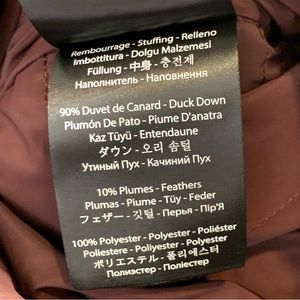 Rembourrage - Stuffing - Relleno
Imbottitura - Dolgu Malzemesi
Füllung - 中身 - 충전제
Наполнитель - Наповнення
90% Duvet de Canard - Duck Down
Plumón De Pato - Piume D'anatra
Kaz Tüyü - Entendaune
ダウン - 오리 솜털
Утиный Пух - Качиний Пух
10% Plumes - Feathers
Plumas - Piume - Tüy - Feder
フェザー - 깃털 - Перья - Пір'Я
100% Polyester - Polyester - Poliéster
Poliestere - Polyester - Polyester
ポリエステル - 폴리에스터
Полиэстер - Поліестер